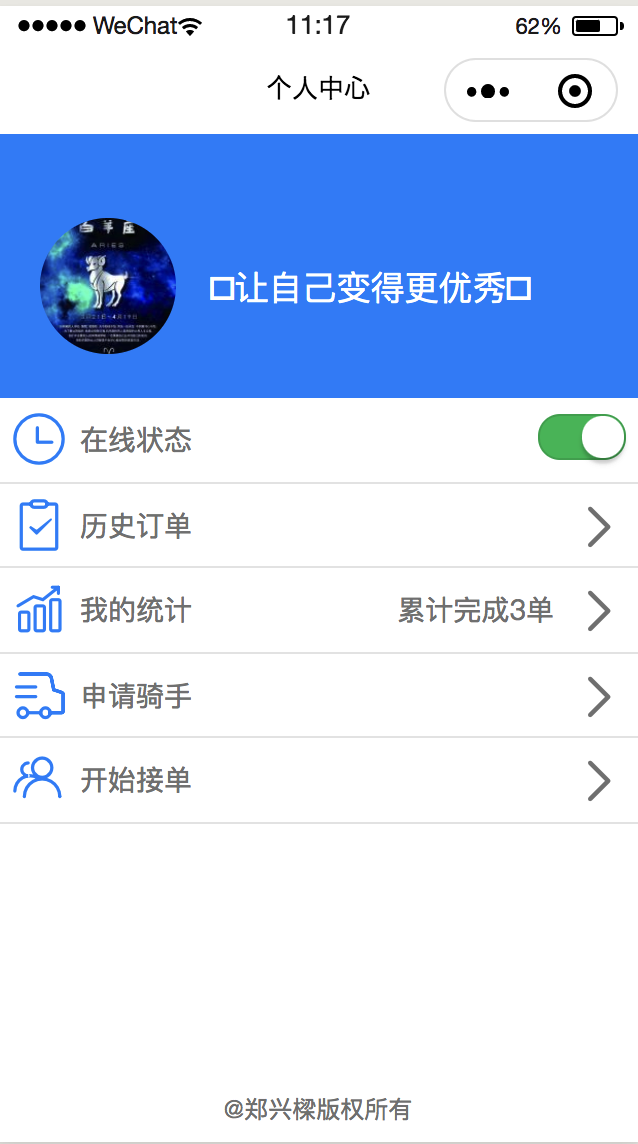 WeChat 11:17 62%
个人中心
白羊座
ARIES
让自己变得更优秀
在线状态
历史订单
我的统计 累计完成3单
申请骑手
开始接单
@郑兴樑版权所有